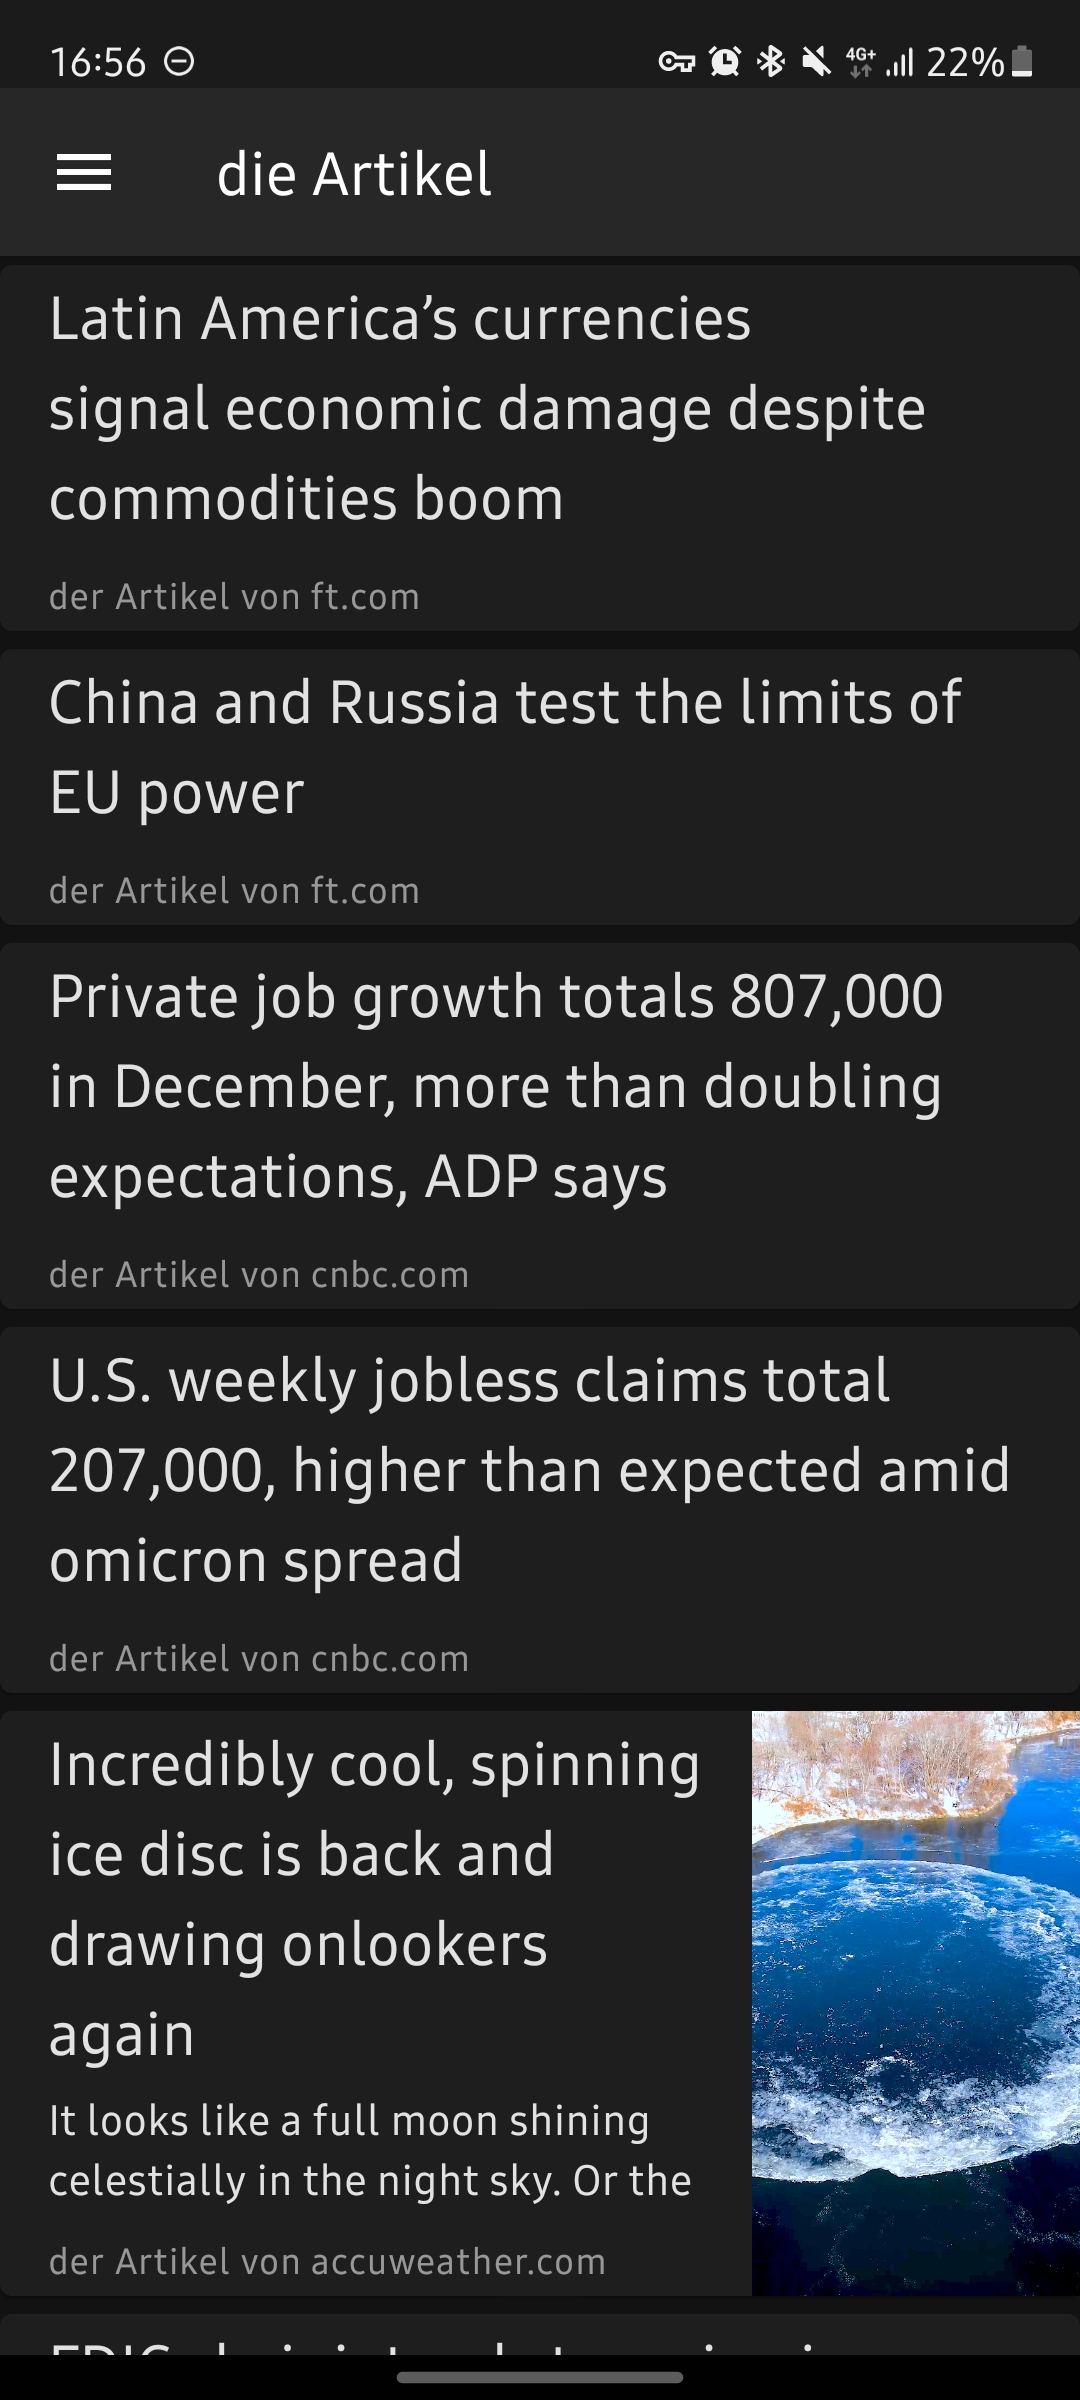 16:56 4G+ 22%
die Artikel
Latin America’s currencies
signal economic damage despite
commodities boom
der Artikel von ft.com
China and Russia test the limits of
EU power
der Artikel von ft.com
Private job growth totals 807,000
in December, more than doubling
expectations, ADP says
der Artikel von cnbc.com
U.S. weekly jobless claims total
207,000, higher than expected amid
omicron spread
der Artikel von cnbc.com
Incredibly cool, spinning
ice disc is back and
drawing onlookers
again
It looks like a full moon shining
celestially in the night sky. Or the
der Artikel von accuweather.com